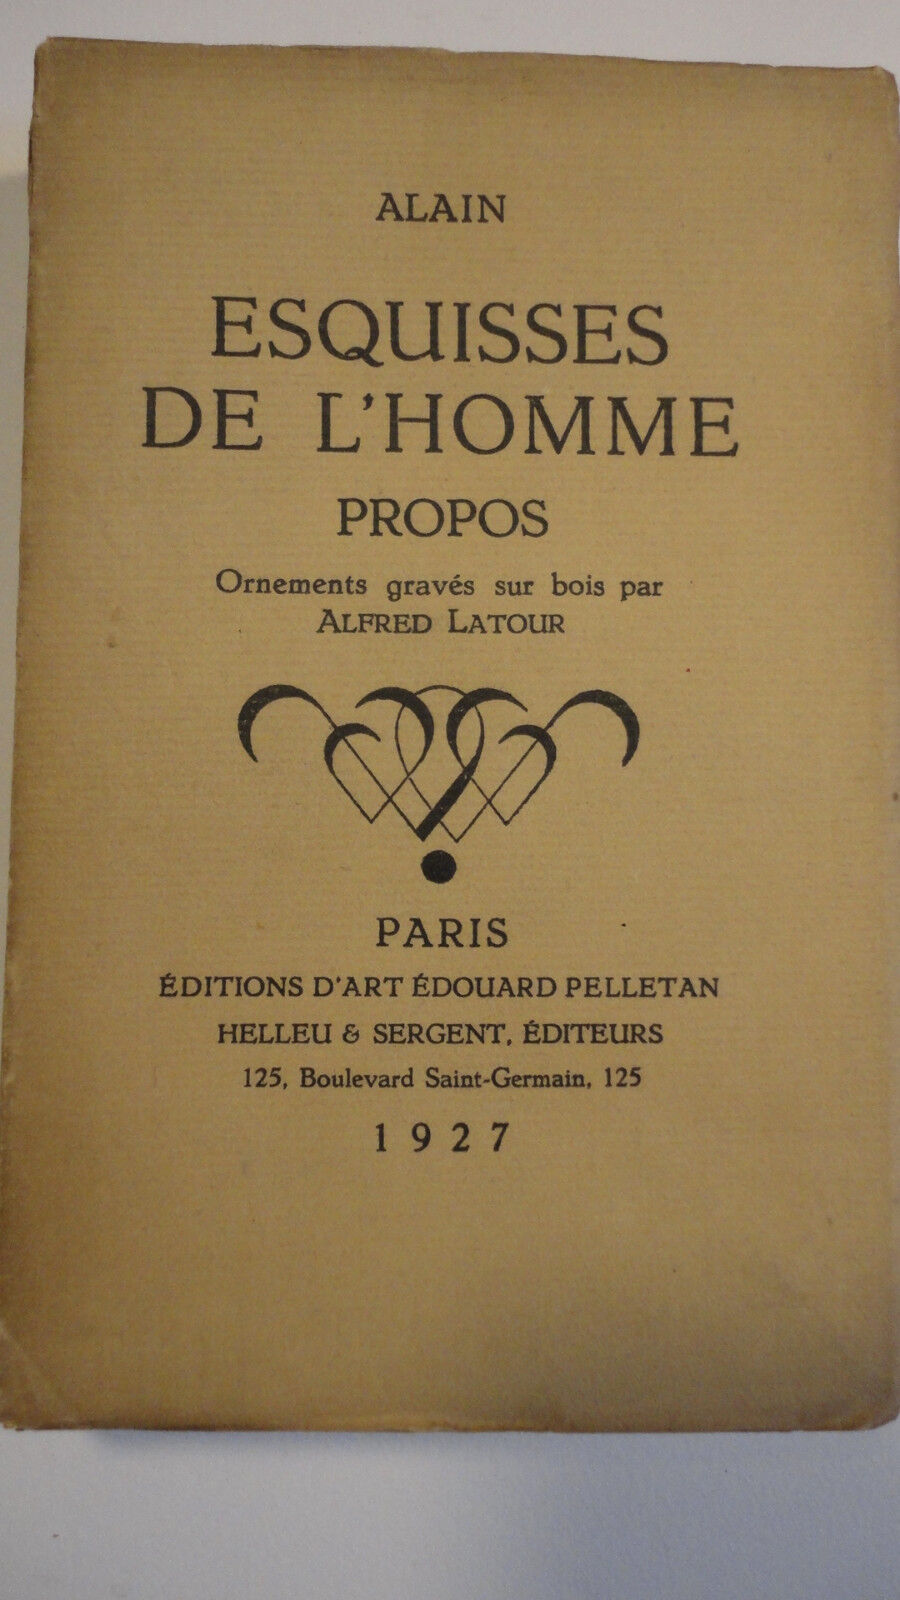 ALAIN
ESQUISSES
DE L'HOMME
PROPOS
Ornements gravés sur bois par
ALFRED LATOUR
PARIS
ÉDITIONS D'ART ÉDOUARD PELLETAN
HELLEU & SERGENT, ÉDITEURS
125, Boulevard Saint-Germain, 125
1927